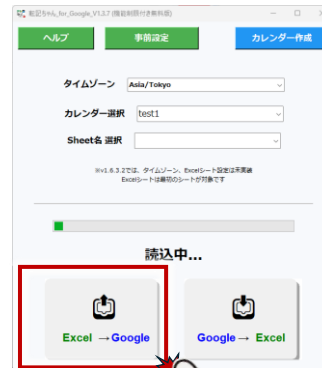 転記ちゃん_for_Google_V1.3.7 (機能制限付き無料版)
ヘルプ
事前設定
カレンダー作成
タイムゾーン
Asia/Tokyo
カレンダー選択
test1
Sheet名 選択
※v1.6.3.2では、タイムゾーン、Excelシート設定は未実装
Excelシートは最初のシートが対象です
読込中...
Excel →Google
Google→ Excel